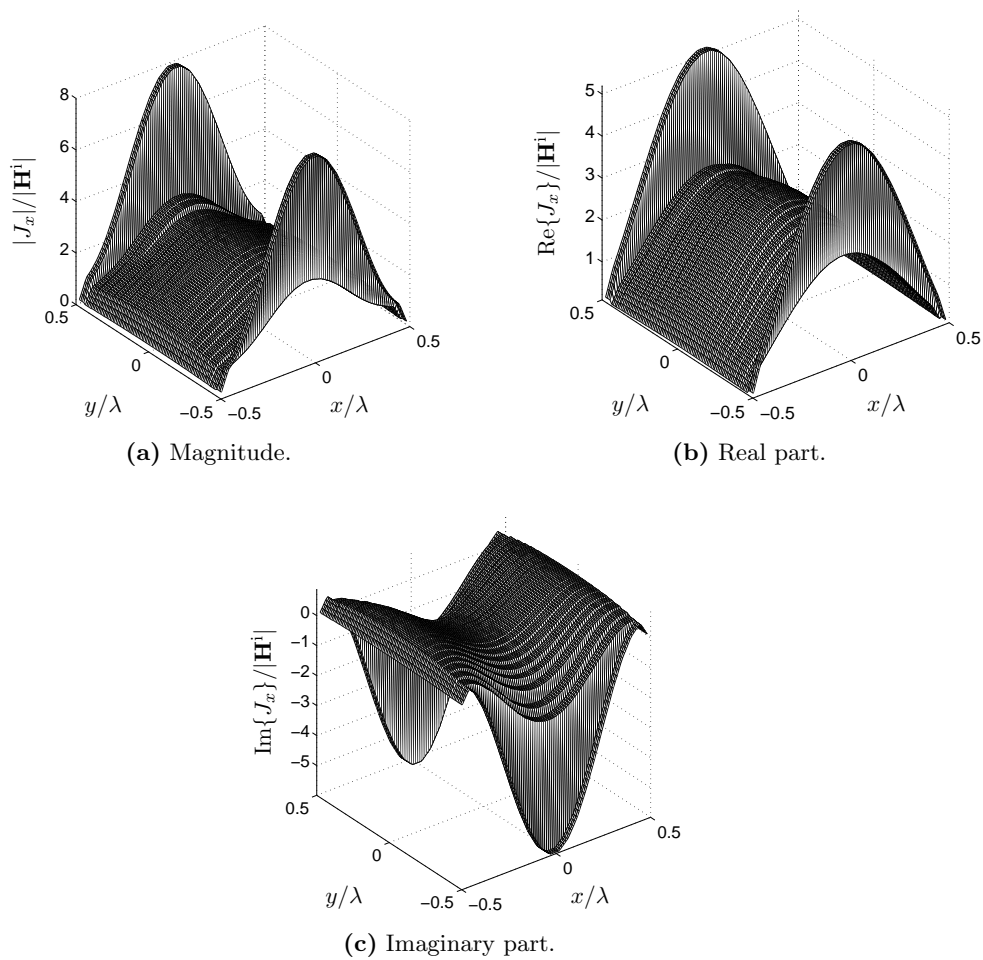 8
6
4
2
0
|J_x|/|H^i|
0.5
0
−0.5
y/λ
−0.5
0
0.5
x/λ
(a) Magnitude.
5
4
3
2
1
Re{J_x}/|H^i|
0.5
0
−0.5
y/λ
−0.5
0
0.5
x/λ
(b) Real part.
0
−1
−2
−3
−4
−5
Im{J_x}/|H^i|
0.5
0
−0.5
y/λ
−0.5
0
0.5
x/λ
(c) Imaginary part.